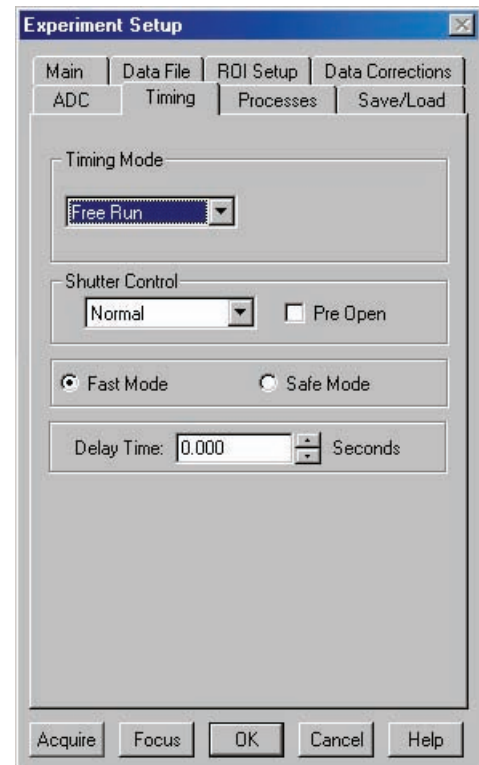 Experiment Setup
Main Data File ROI Setup Data Corrections
ADC Timing Processes Save/Load
Timing Mode
Free Run
Shutter Control
Normal Pre Open
Fast Mode Safe Mode
Delay Time: 0.000 Seconds
Acquire Focus OK Cancel Help